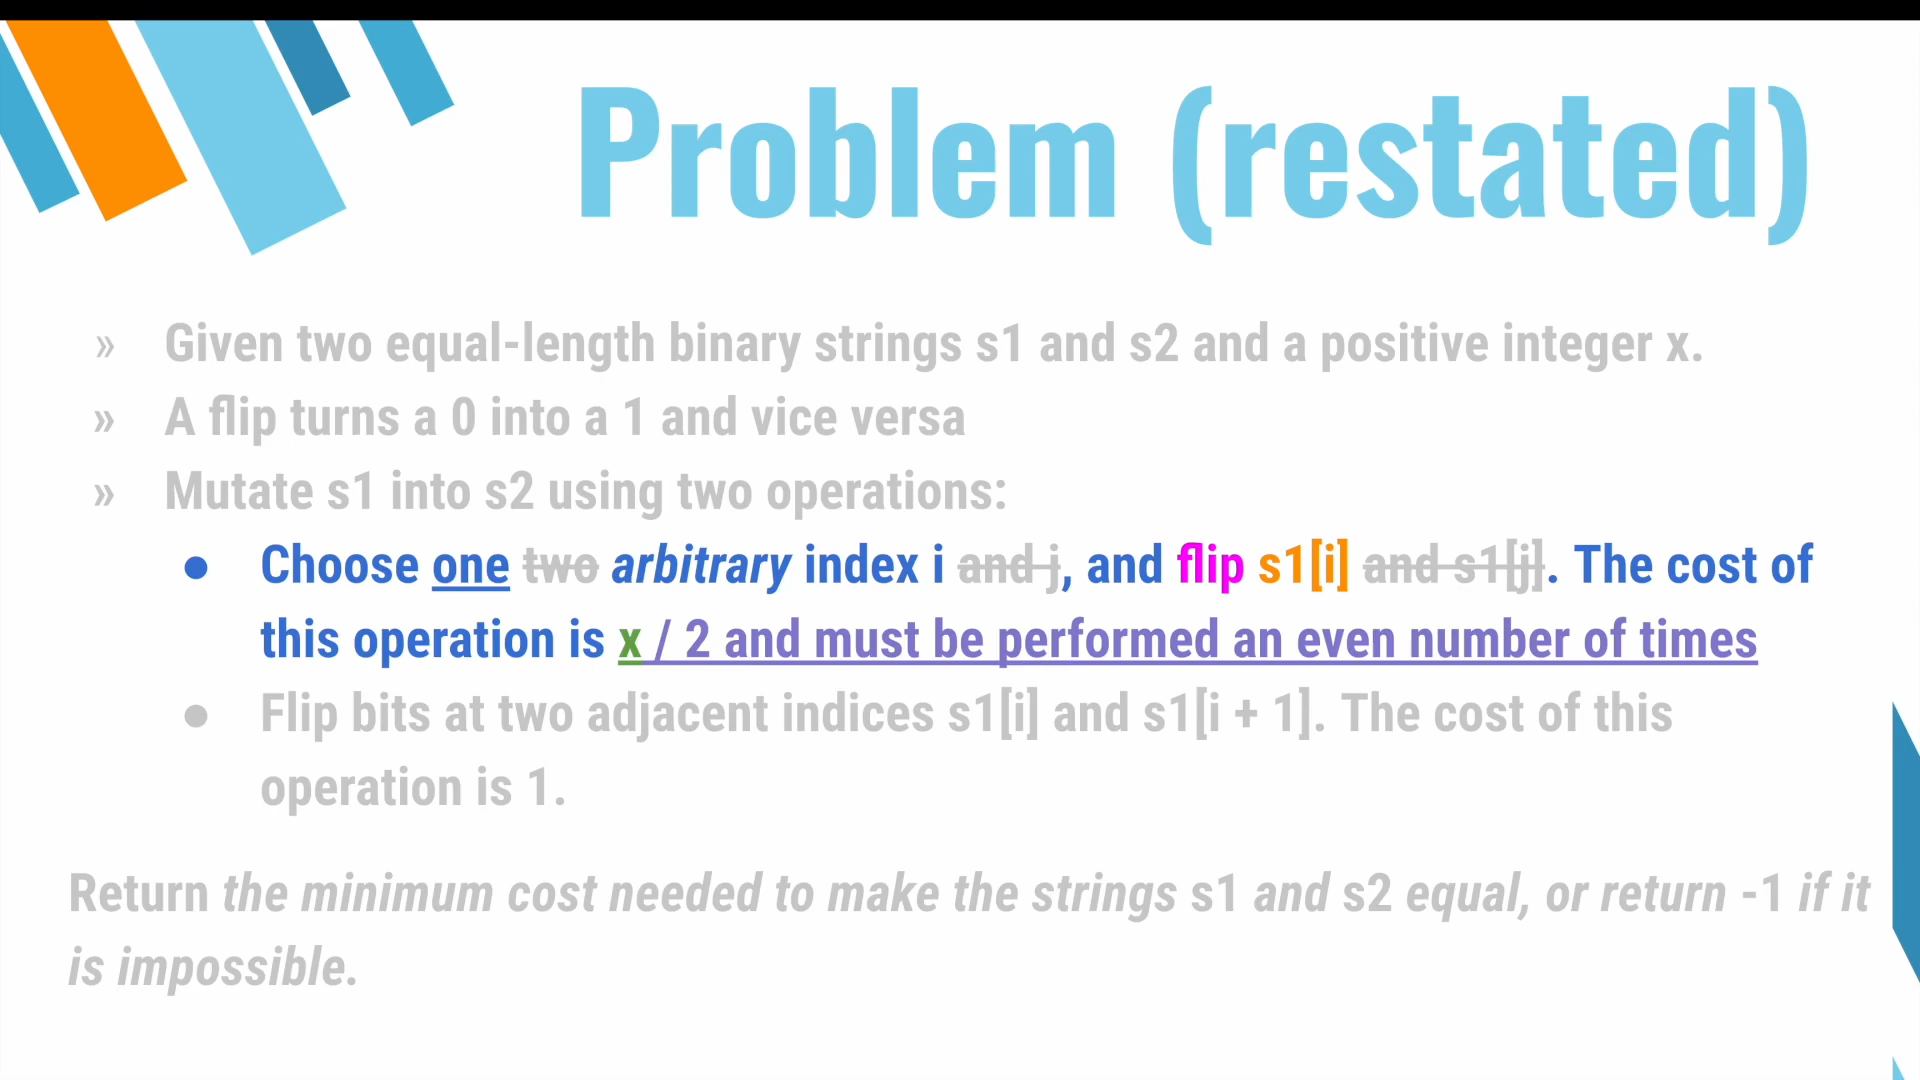 Problem (restated)
» Given two equal-length binary strings s1 and s2 and a positive integer x.
» A flip turns a 0 into a 1 and vice versa
» Mutate s1 into s2 using two operations:
● Choose one two arbitrary index i and j, and flip s1[i] and s1[j]. The cost of
this operation is x / 2 and must be performed an even number of times
● Flip bits at two adjacent indices s1[i] and s1[i + 1]. The cost of this
operation is 1.
Return the minimum cost needed to make the strings s1 and s2 equal, or return -1 if it
is impossible.